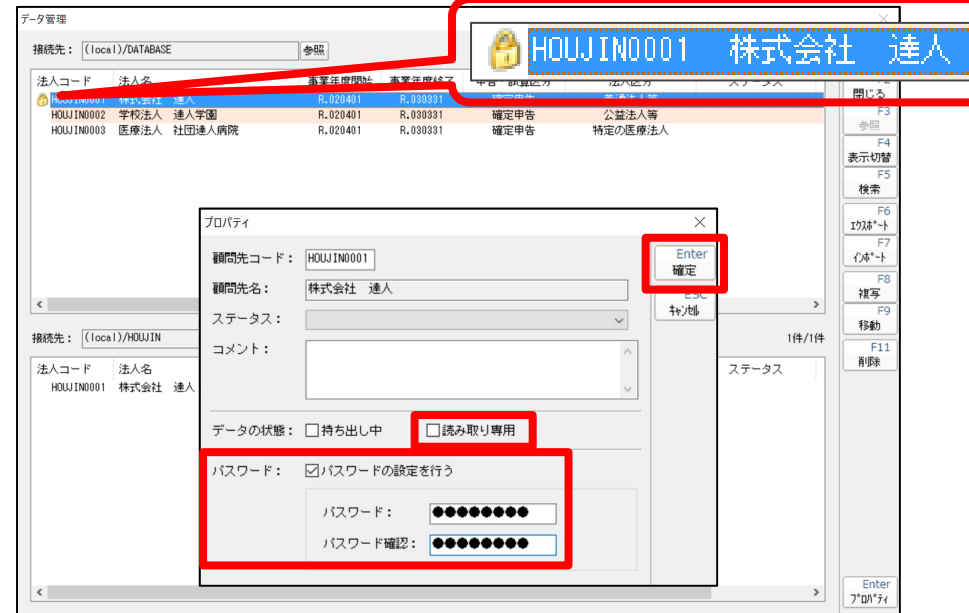 データ管理
HOUJIN0001 株式会社 達人
接続先： (local)/DATABASE 参照
法人コード 法人名 事業年度開始 事業年度終了 法人区分 ステータス
HOUJIN0001 株式会社 達人 R.020401 R.030331 確定申告 普通法人等
HOUJIN0002 学校法人 達人学園 R.020401 R.030331 確定申告 公益法人等
HOUJIN0003 医療法人 社団達人病院 R.020401 R.030331 確定申告 特定の医療法人
閉じる
F3
参照
F4
表示切替
F5
検索
F6
ｴｸｽﾎﾟｰﾄ
F7
ｲﾝﾎﾟｰﾄ
F8
複写
F9
移動
F11
削除
プロパティ
顧問先コード： HOUJIN0001
顧問先名： 株式会社 達人
ステータス：
コメント：
データの状態： 持ち出し中 読み取り専用
パスワード： パスワードの設定を行う
パスワード： ●●●●●●●●
パスワード確認： ●●●●●●●●
Enter
確定
ESC
ｷｬﾝｾﾙ
接続先： (local)/HOUJIN
1件/1件
法人コード 法人名 ステータス
HOUJIN0001 株式会社 達人
Enter
ﾌﾟﾛﾊﾟﾃｨ